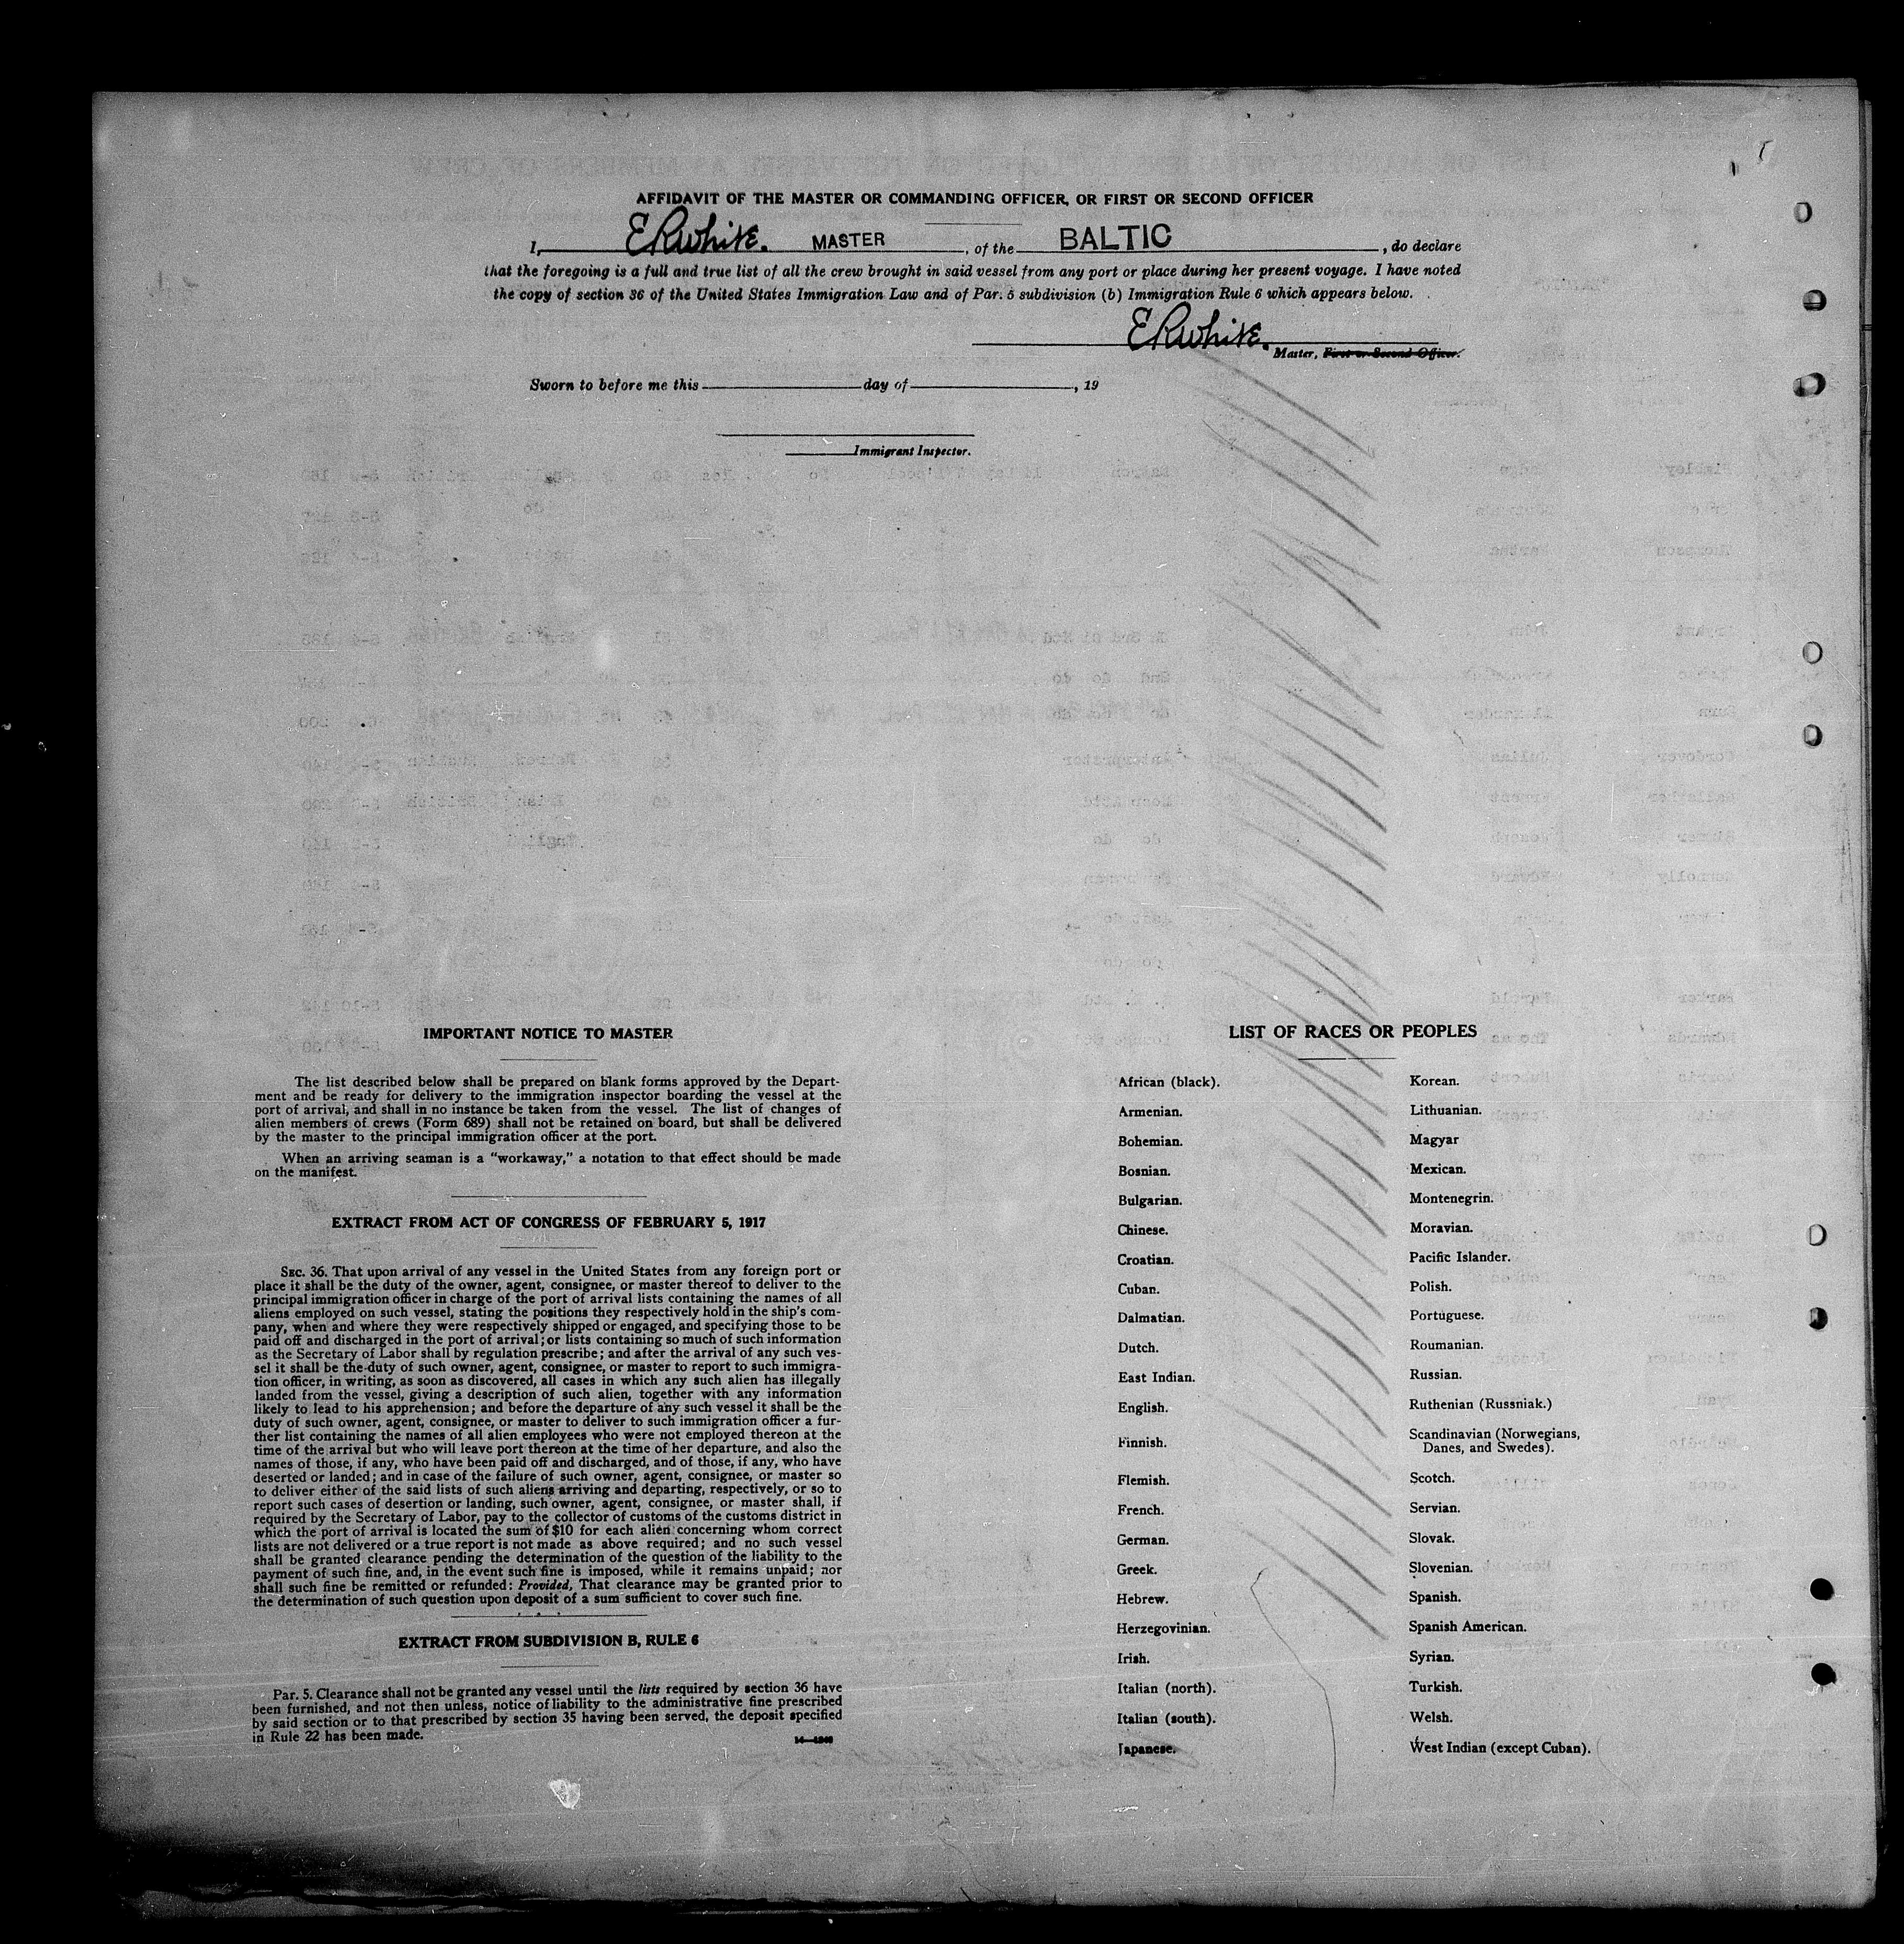 AFFIDAVIT OF THE MASTER OR COMMANDING OFFICER, OR FIRST OR SECOND OFFICER
I, E R White. MASTER, of the BALTIC, do declare
that the foregoing is a full and true list of all the crew brought in said vessel from any port or place during her present voyage. I have noted
the copy of section 36 of the United States Immigration Law and of Par. 5 subdivision (b) Immigration Rule 6 which appears below.
E R White.
Master, First or Second Officer.
Sworn to before me this day of , 19
Immigrant Inspector.
IMPORTANT NOTICE TO MASTER
The list described below shall be prepared on blank forms approved by the Depart-
ment and be ready for delivery to the immigration inspector boarding the vessel at the
port of arrival, and shall in no instance be taken from the vessel. The list of changes of
alien members of crews (Form 689) shall not be retained on board, but shall be delivered
by the master to the principal immigration officer at the port.
When an arriving seaman is a "workaway," a notation to that effect should be made
on the manifest.
EXTRACT FROM ACT OF CONGRESS OF FEBRUARY 5, 1917
SEC. 36. That upon arrival of any vessel in the United States from any foreign port or
place it shall be the duty of the owner, agent, consignee, or master thereof to deliver to the
principal immigration officer in charge of the port of arrival lists containing the names of all
aliens employed on such vessel, stating the positions they respectively hold in the ship's com-
pany, when and where they were respectively shipped or engaged, and specifying those to be
paid off and discharged in the port of arrival; or lists containing so much of such information
as the Secretary of Labor shall by regulation prescribe; and after the arrival of any such ves-
sel it shall be the duty of such owner, agent, consignee, or master to report to such immigra-
tion officer, in writing, as soon as discovered, all cases in which any such alien has illegally
landed from the vessel, giving a description of such alien, together with any information
likely to lead to his apprehension; and before the departure of any such vessel it shall be the
duty of such owner, agent, consignee, or master to deliver to such immigration officer a fur-
ther list containing the names of all alien employees who were not employed thereon at the
time of the arrival but who will leave port thereon at the time of her departure, and also the
names of those, if any, who have been paid off and discharged, and of those, if any, who have
deserted or landed; and in case of the failure of such owner, agent, consignee, or master so
to deliver either of the said lists of such aliens arriving and departing, respectively, or so to
report such cases of desertion or landing, such owner, agent, consignee, or master shall, if
required by the Secretary of Labor, pay to the collector of customs of the customs district in
which the port of arrival is located the sum of $10 for each alien concerning whom correct
lists are not delivered or a true report is not made as above required; and no such vessel
shall be granted clearance pending the determination of the question of the liability to the
payment of such fine, and, in the event such fine is imposed, while it remains unpaid; nor
shall such fine be remitted or refunded: Provided, That clearance may be granted prior to
the determination of such question upon deposit of a sum sufficient to cover such fine.
EXTRACT FROM SUBDIVISION B, RULE 6
Par. 5. Clearance shall not be granted any vessel until the lists required by section 36 have
been furnished, and not then unless, notice of liability to the administrative fine prescribed
by said section or to that prescribed by section 35 having been served, the deposit specified
in Rule 22 has been made.
LIST OF RACES OR PEOPLES
African (black).
Armenian.
Bohemian.
Bosnian.
Bulgarian.
Chinese.
Croatian.
Cuban.
Dalmatian.
Dutch.
East Indian.
English.
Finnish.
Flemish.
French.
German.
Greek.
Hebrew.
Herzegovinian.
Irish.
Italian (north).
Italian (south).
Japanese.
Korean.
Lithuanian.
Magyar
Mexican.
Montenegrin.
Moravian.
Pacific Islander.
Polish.
Portuguese.
Roumanian.
Russian.
Ruthenian (Russniak.)
Scandinavian (Norwegians,
Danes, and Swedes).
Scotch.
Servian.
Slovak.
Slovenian.
Spanish.
Spanish American.
Syrian.
Turkish.
Welsh.
West Indian (except Cuban).